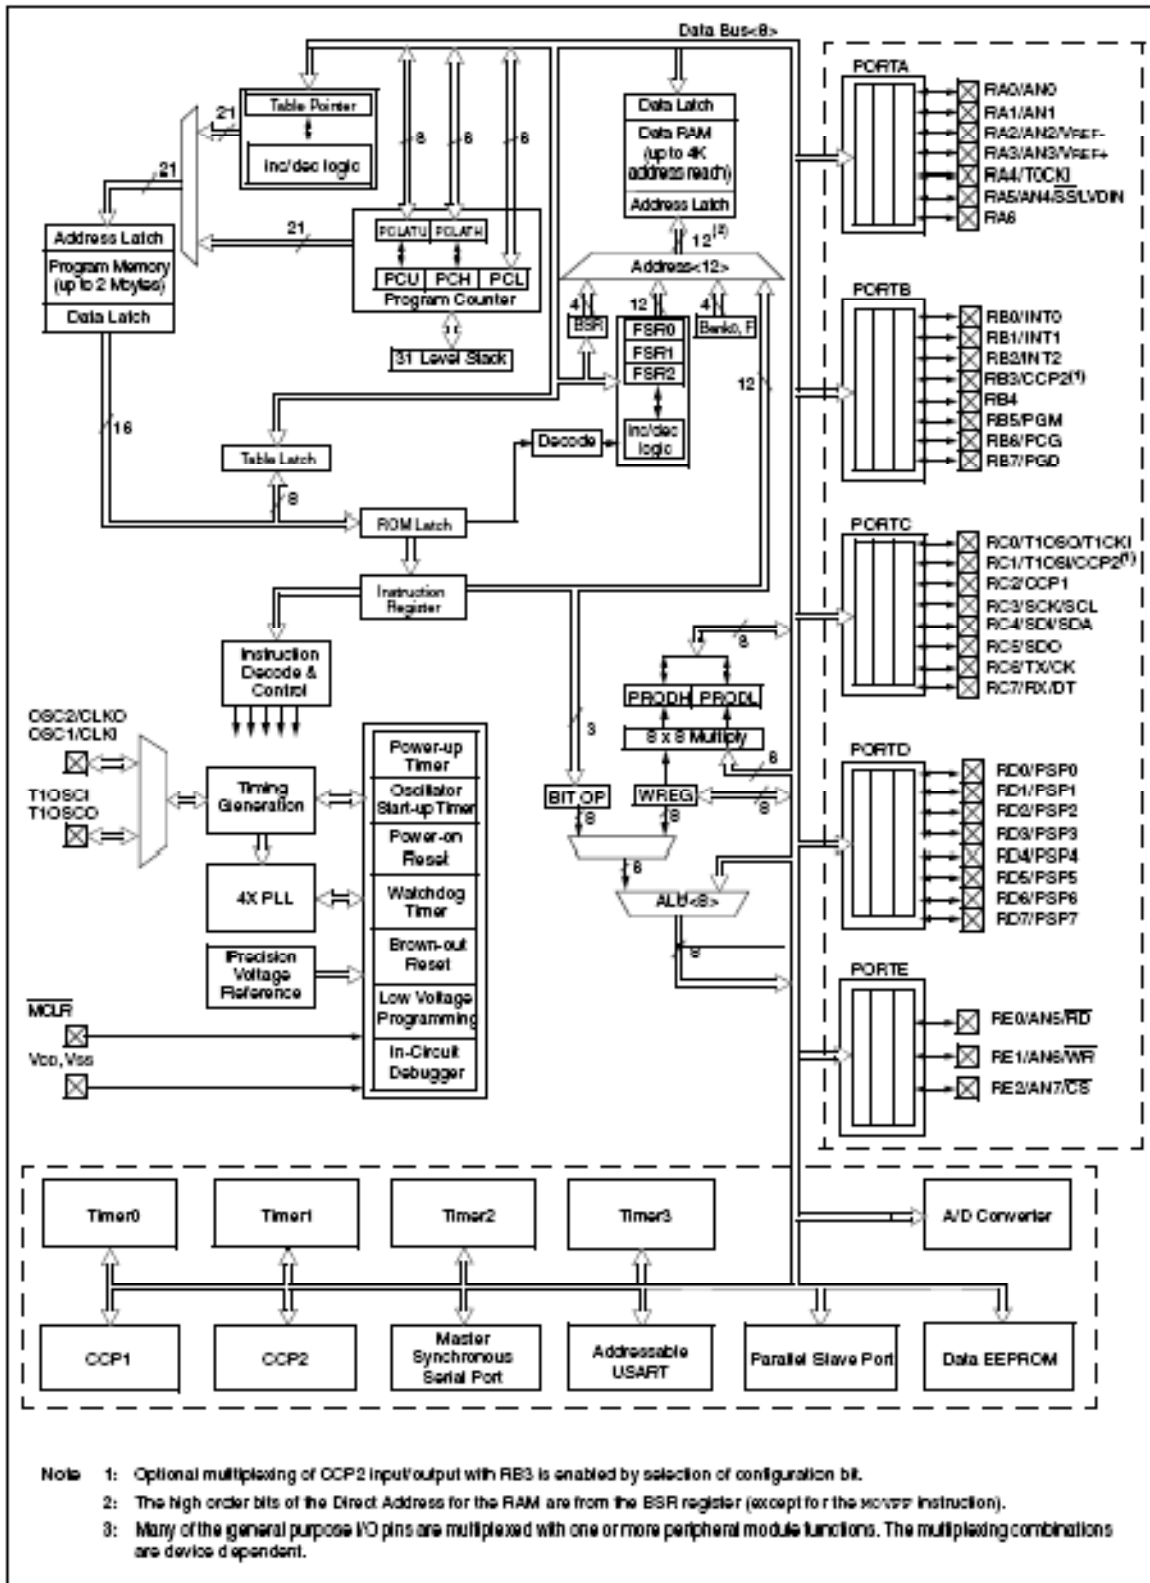 Data Bus<8>
Table Pointer
inc/dec logic
21
21
21
8
Address Latch
Program Memory
(up to 2 Mbytes)
Data Latch
16
PCLATU
PCLATH
PCU
PCH
PCL
Program Counter
31 Level Stack
Data Latch
Data RAM
(up to 4K
address reach)
Address Latch
12(2)
Address<12>
4
12
4
BSR
FSR0
FSR1
FSR2
Bank0, F
inc/dec
logic
12
Decode
Table Latch
8
ROM Latch
Instruction
Register
Instruction
Decode &
Control
OSC2/CLKO
OSC1/CLKI
T1OSCI
T1OSCO
Timing
Generation
4X PLL
Precision
Voltage
Reference
MCLR
VDD, VSS
Power-up
Timer
Oscillator
Start-up Timer
Power-on
Reset
Watchdog
Timer
Brown-out
Reset
Low Voltage
Programming
In-Circuit
Debugger
8
PRODH
PRODL
8 x 8 Multiply
3
BIT OP
WREG
8
8
8
ALU<8>
8
PORTA
RA0/AN0
RA1/AN1
RA2/AN2/VREF-
RA3/AN3/VREF+
RA4/T0CKI
RA5/AN4/SS/LVDIN
RA6
PORTB
RB0/INT0
RB1/INT1
RB2/INT2
RB3/CCP2(1)
RB4
RB5/PGM
RB6/PCG
RB7/PGD
PORTC
RC0/T1OSO/T1CKI
RC1/T1OSI/CCP2(1)
RC2/CCP1
RC3/SCK/SCL
RC4/SDI/SDA
RC5/SDO
RC6/TX/CK
RC7/RX/DT
PORTD
RD0/PSP0
RD1/PSP1
RD2/PSP2
RD3/PSP3
RD4/PSP4
RD5/PSP5
RD6/PSP6
RD7/PSP7
PORTE
RE0/AN5/RD
RE1/AN6/WR
RE2/AN7/CS
Timer0
Timer1
Timer2
Timer3
A/D Converter
CCP1
CCP2
Master
Synchronous
Serial Port
Addressable
USART
Parallel Slave Port
Data EEPROM
Note 1: Optional multiplexing of CCP2 input/output with RB3 is enabled by selection of configuration bit.
2: The high order bits of the Direct Address for the RAM are from the BSR register (except for the MOVFF instruction).
3: Many of the general purpose I/O pins are multiplexed with one or more peripheral module functions. The multiplexing combinations
are device dependent.